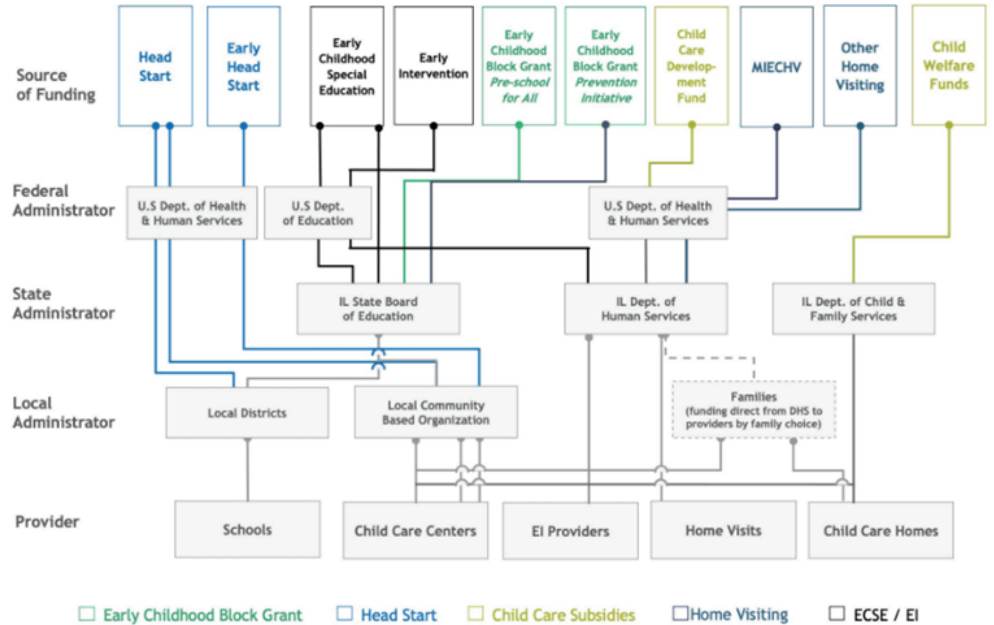 Source
of Funding
Head
Start
Early
Head
Start
Early
Childhood
Special
Education
Early
Intervention
Early
Childhood
Block Grant
Pre-school
for All
Early
Childhood
Block Grant
Prevention
Initiative
Child
Care
Develop-
ment
Fund
MIECHV
Other
Home
Visiting
Child
Welfare
Funds
Federal
Administrator
U.S Dept. of Health
& Human Services
U.S Dept.
of Education
U.S Dept. of Health
& Human Services
State
Administrator
IL State Board
of Education
IL Dept. of
Human Services
IL Dept. of Child &
Family Services
Local
Administrator
Local Districts
Local Community
Based Organization
Families
(funding direct from DHS to
providers by family choice)
Provider
Schools
Child Care Centers
EI Providers
Home Visits
Child Care Homes
Early Childhood Block Grant
Head Start
Child Care Subsidies
Home Visiting
ECSE / EI